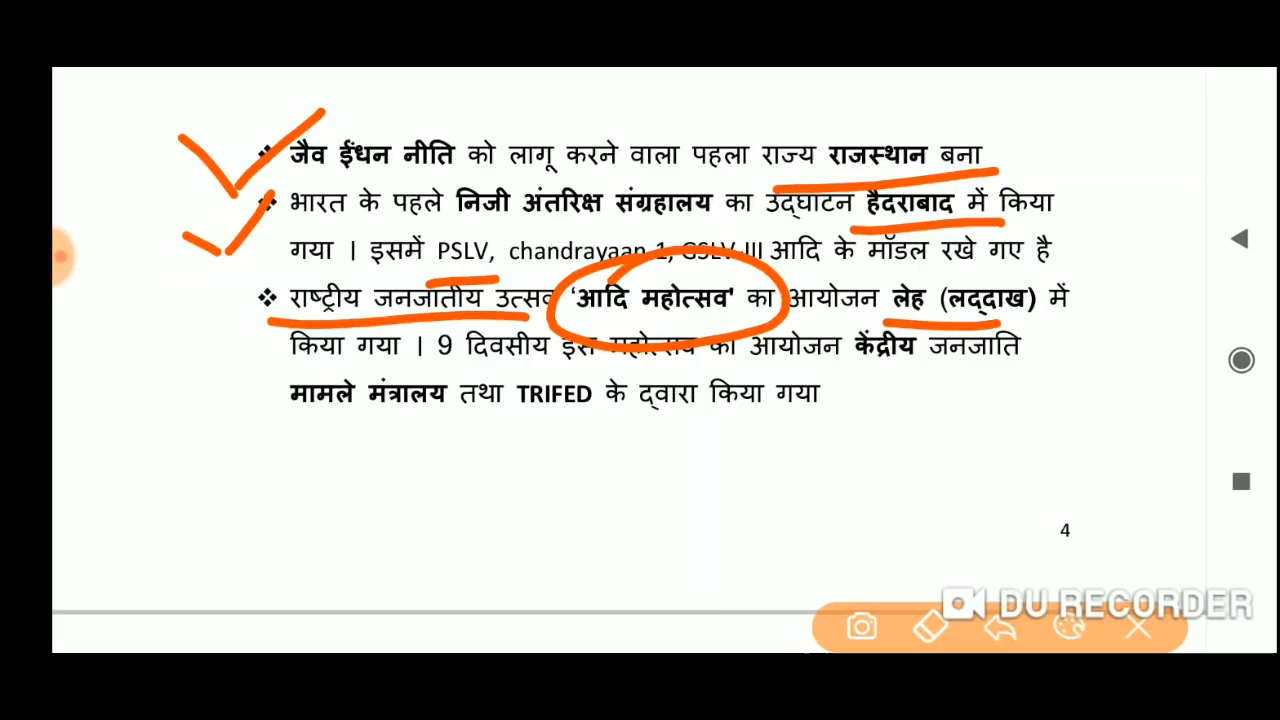 ❖ जैव ईंधन नीति को लागू करने वाला पहला राज्य राजस्थान बना
❖ भारत के पहले निजी अंतरिक्ष संग्रहालय का उद्घाटन हैदराबाद में किया
गया । इसमें PSLV, chandrayaan-1, GSLV-III आदि के मॉडल रखे गए है
❖ राष्ट्रीय जनजातीय उत्सव 'आदि महोत्सव' का आयोजन लेह (लद्दाख) में
किया गया । 9 दिवसीय इस महोत्सव का आयोजन केंद्रीय जनजाति
मामले मंत्रालय तथा TRIFED के द्वारा किया गया
4
DU RECORDER